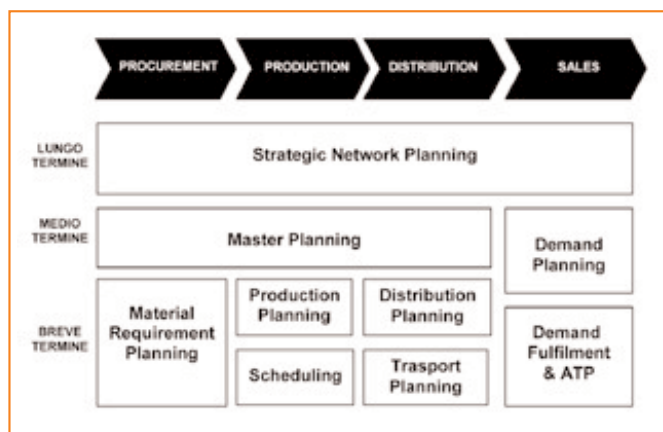 PROCUREMENT
PRODUCTION
DISTRIBUTION
SALES
LUNGO
TERMINE
Strategic Network Planning
MEDIO
TERMINE
Master Planning
Demand
Planning
BREVE
TERMINE
Material
Requirement
Planning
Production
Planning
Distribution
Planning
Scheduling
Trasport
Planning
Demand
Fulfilment
& ATP